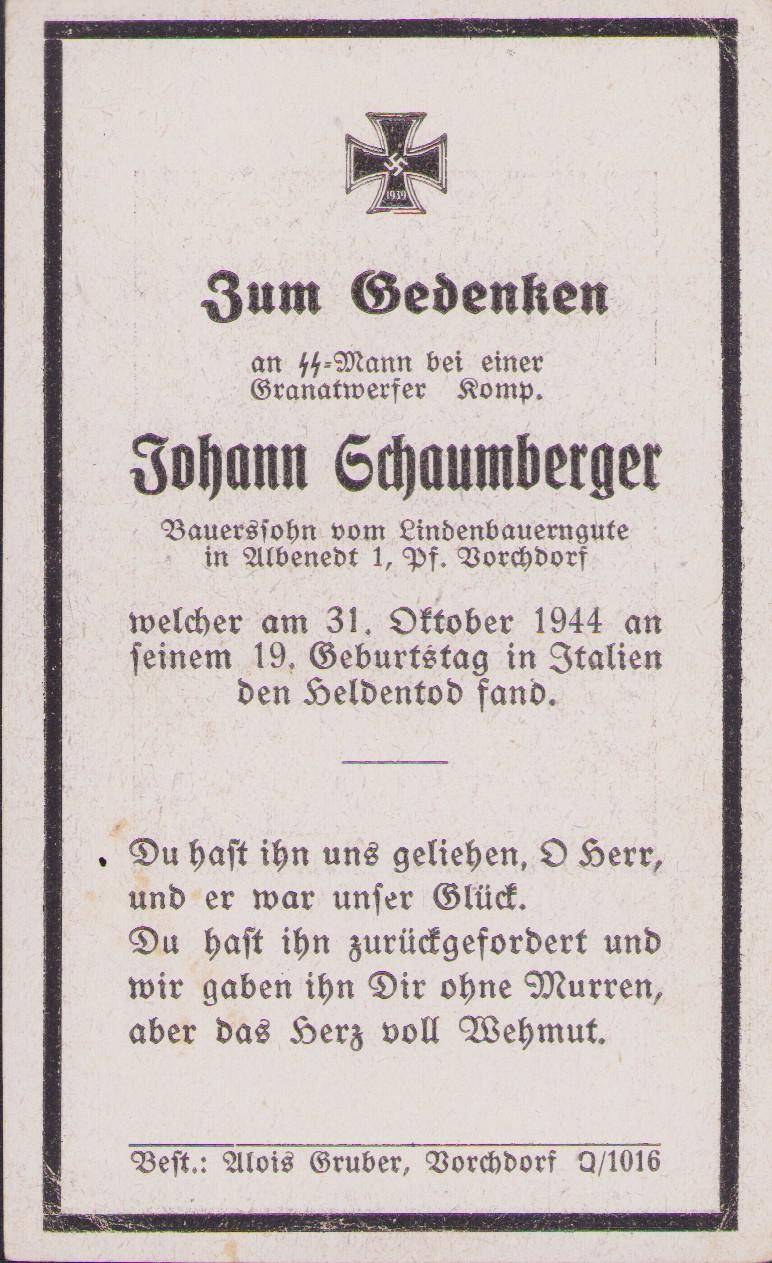 1939
Zum Gedenken
an SS-Mann bei einer
Granatwerfer Komp.
Johann Schaumberger
Bauerssohn vom Lindenbauerngute
in Albenedt 1, Pf. Vorchdorf
welcher am 31. Oktober 1944 an
seinem 19. Geburtstag in Italien
den Heldentod fand.
Du hast ihn uns geliehen, O Herr,
und er war unser Glück.
Du hast ihn zurückgefordert und
wir gaben ihn Dir ohne Murren,
aber das Herz voll Wehmut.
Best.: Alois Gruber, Vorchdorf Q/1016